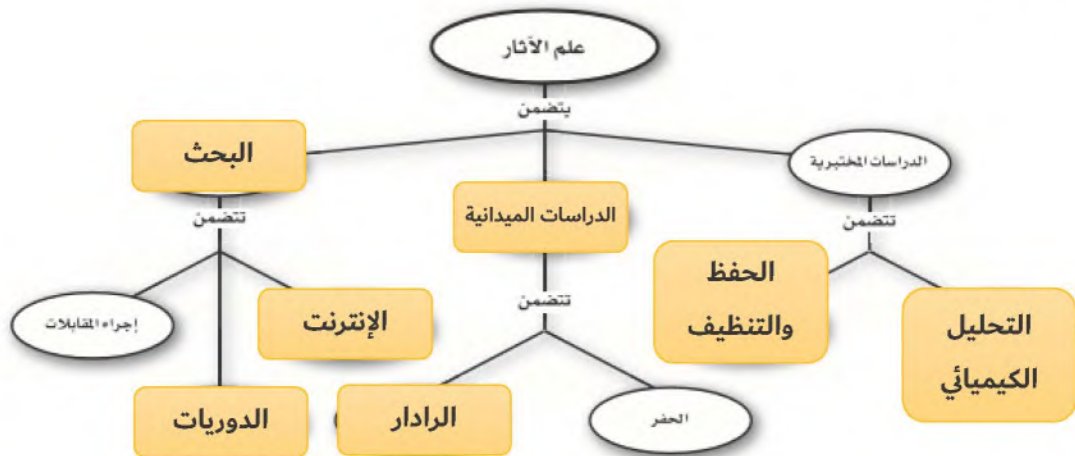 علم الآثار
يتضمن
الدراسات المختبرية
الدراسات الميدانية
البحث
تتضمن
تتضمن
تتضمن
التحليل
الكيميائي
الحفظ
والتنظيف
الحفر
الرادار
الإنترنت
الدوريات
إجراء المقابلات